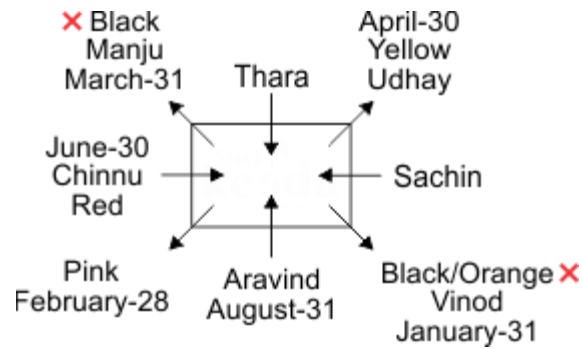 ❌ Black
Manju
March-31
April-30
Yellow
Udhay
Thara
June-30
Chinnu
Red
Sachin
Pink
February-28
Aravind
August-31
Black/Orange ❌
Vinod
January-31